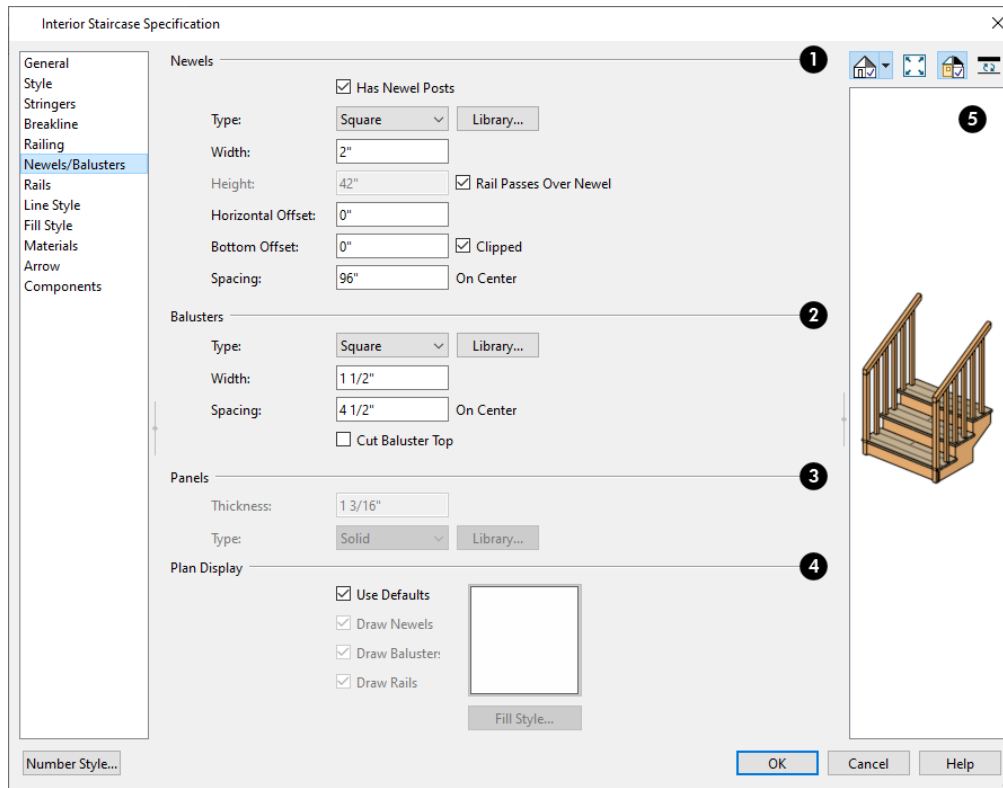 Interior Staircase Specification
General
Style
Stringers
Breakline
Railing
Newels/Balusters
Rails
Line Style
Fill Style
Materials
Arrow
Components
Newels
1
Has Newel Posts
Type: Square Library...
Width: 2"
Height: 42" Rail Passes Over Newel
Horizontal Offset: 0"
Bottom Offset: 0" Clipped
Spacing: 96" On Center
Balusters
2
Type: Square Library...
Width: 1 1/2"
Spacing: 4 1/2" On Center
Cut Baluster Top
Panels
3
Thickness: 1 3/16"
Type: Solid Library...
Plan Display
4
Use Defaults
Draw Newels
Draw Baluster:
Draw Rails
Fill Style...
5
Number Style...
OK
Cancel
Help